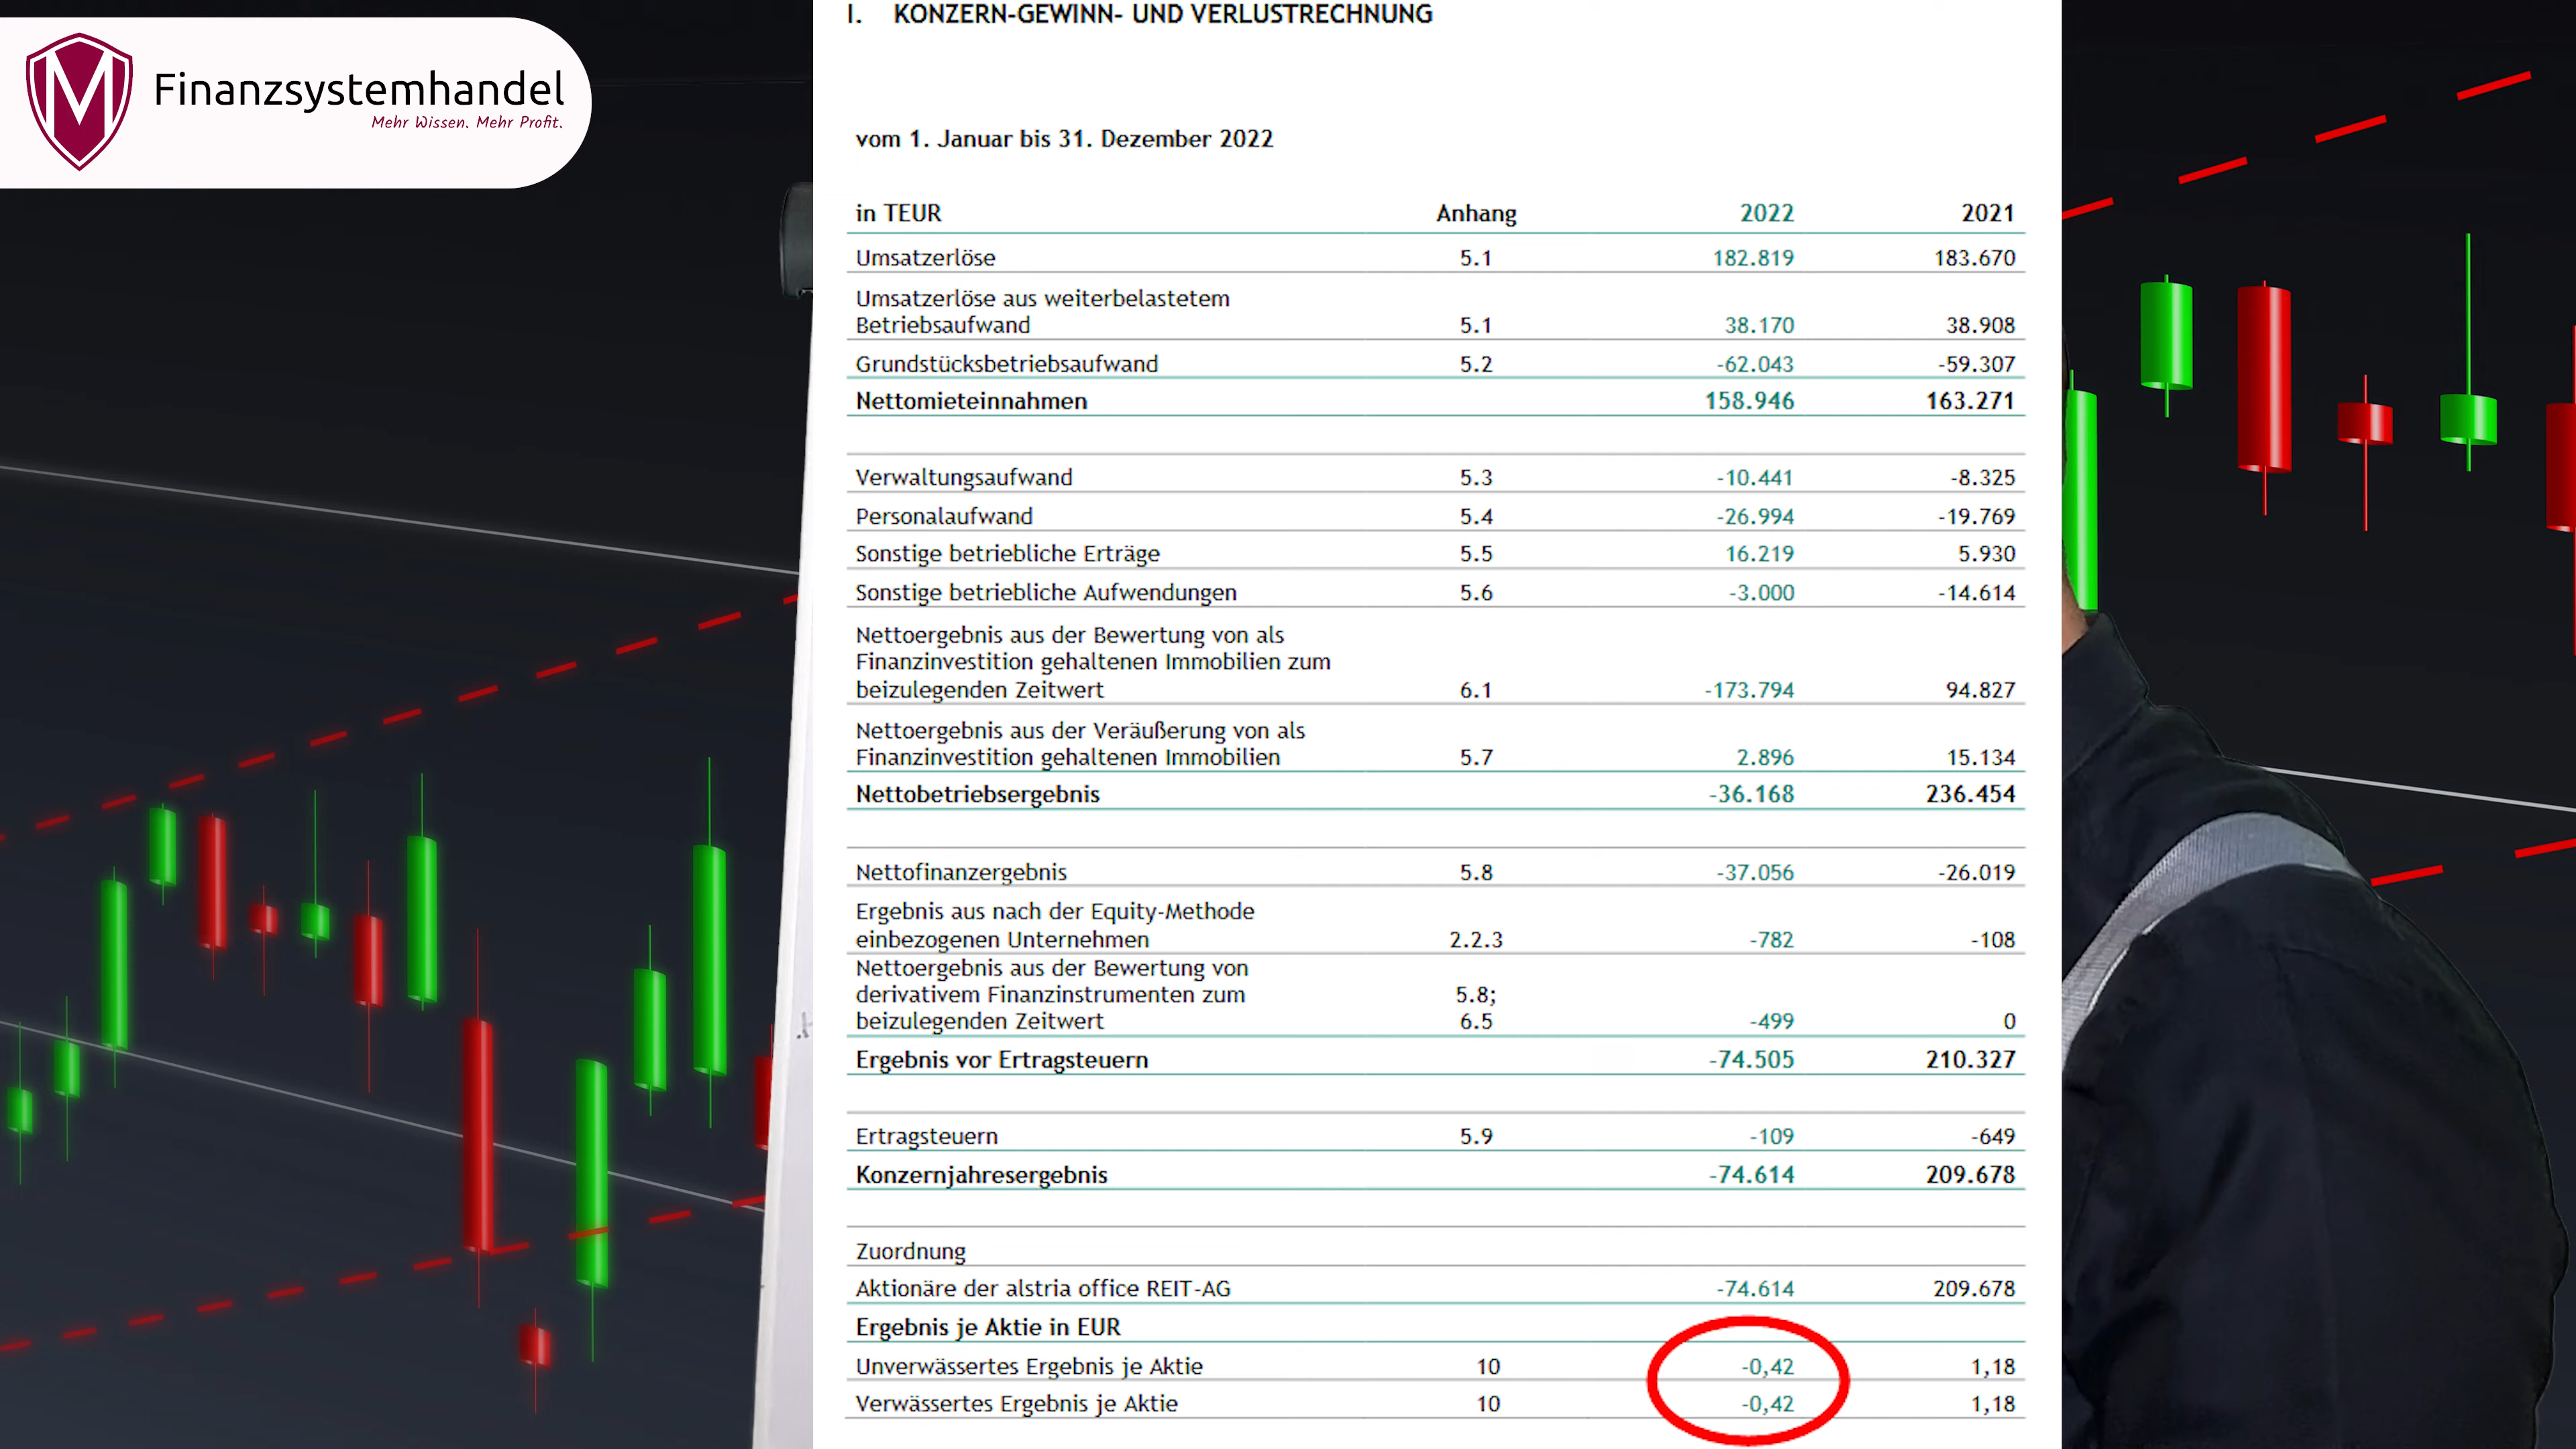 Finanzsystemhandel
Mehr Wissen. Mehr Profit.
I. KONZERN-GEWINN- UND VERLUSTRECHNUNG
vom 1. Januar bis 31. Dezember 2022
in TEUR Anhang 2022 2021
Umsatzerlöse 5.1 182.819 183.670
Umsatzerlöse aus weiterbelastetem
Betriebsaufwand 5.1 38.170 38.908
Grundstücksbetriebsaufwand 5.2 -62.043 -59.307
Nettomieteinnahmen 158.946 163.271
Verwaltungsaufwand 5.3 -10.441 -8.325
Personalaufwand 5.4 -26.994 -19.769
Sonstige betriebliche Erträge 5.5 16.219 5.930
Sonstige betriebliche Aufwendungen 5.6 -3.000 -14.614
Nettoergebnis aus der Bewertung von als
Finanzinvestition gehaltenen Immobilien zum
beizulegenden Zeitwert 6.1 -173.794 94.827
Nettoergebnis aus der Veräußerung von als
Finanzinvestition gehaltenen Immobilien 5.7 2.896 15.134
Nettobetriebsergebnis -36.168 236.454
Nettofinanzergebnis 5.8 -37.056 -26.019
Ergebnis aus nach der Equity-Methode
einbezogenen Unternehmen 2.2.3 -782 -108
Nettoergebnis aus der Bewertung von
derivativem Finanzinstrumenten zum 5.8;
beizulegenden Zeitwert 6.5 -499 0
Ergebnis vor Ertragsteuern -74.505 210.327
Ertragsteuern 5.9 -109 -649
Konzernjahresergebnis -74.614 209.678
Zuordnung
Aktionäre der alstria office REIT-AG -74.614 209.678
Ergebnis je Aktie in EUR
Unverwässertes Ergebnis je Aktie 10 -0,42 1,18
Verwässertes Ergebnis je Aktie 10 -0,42 1,18